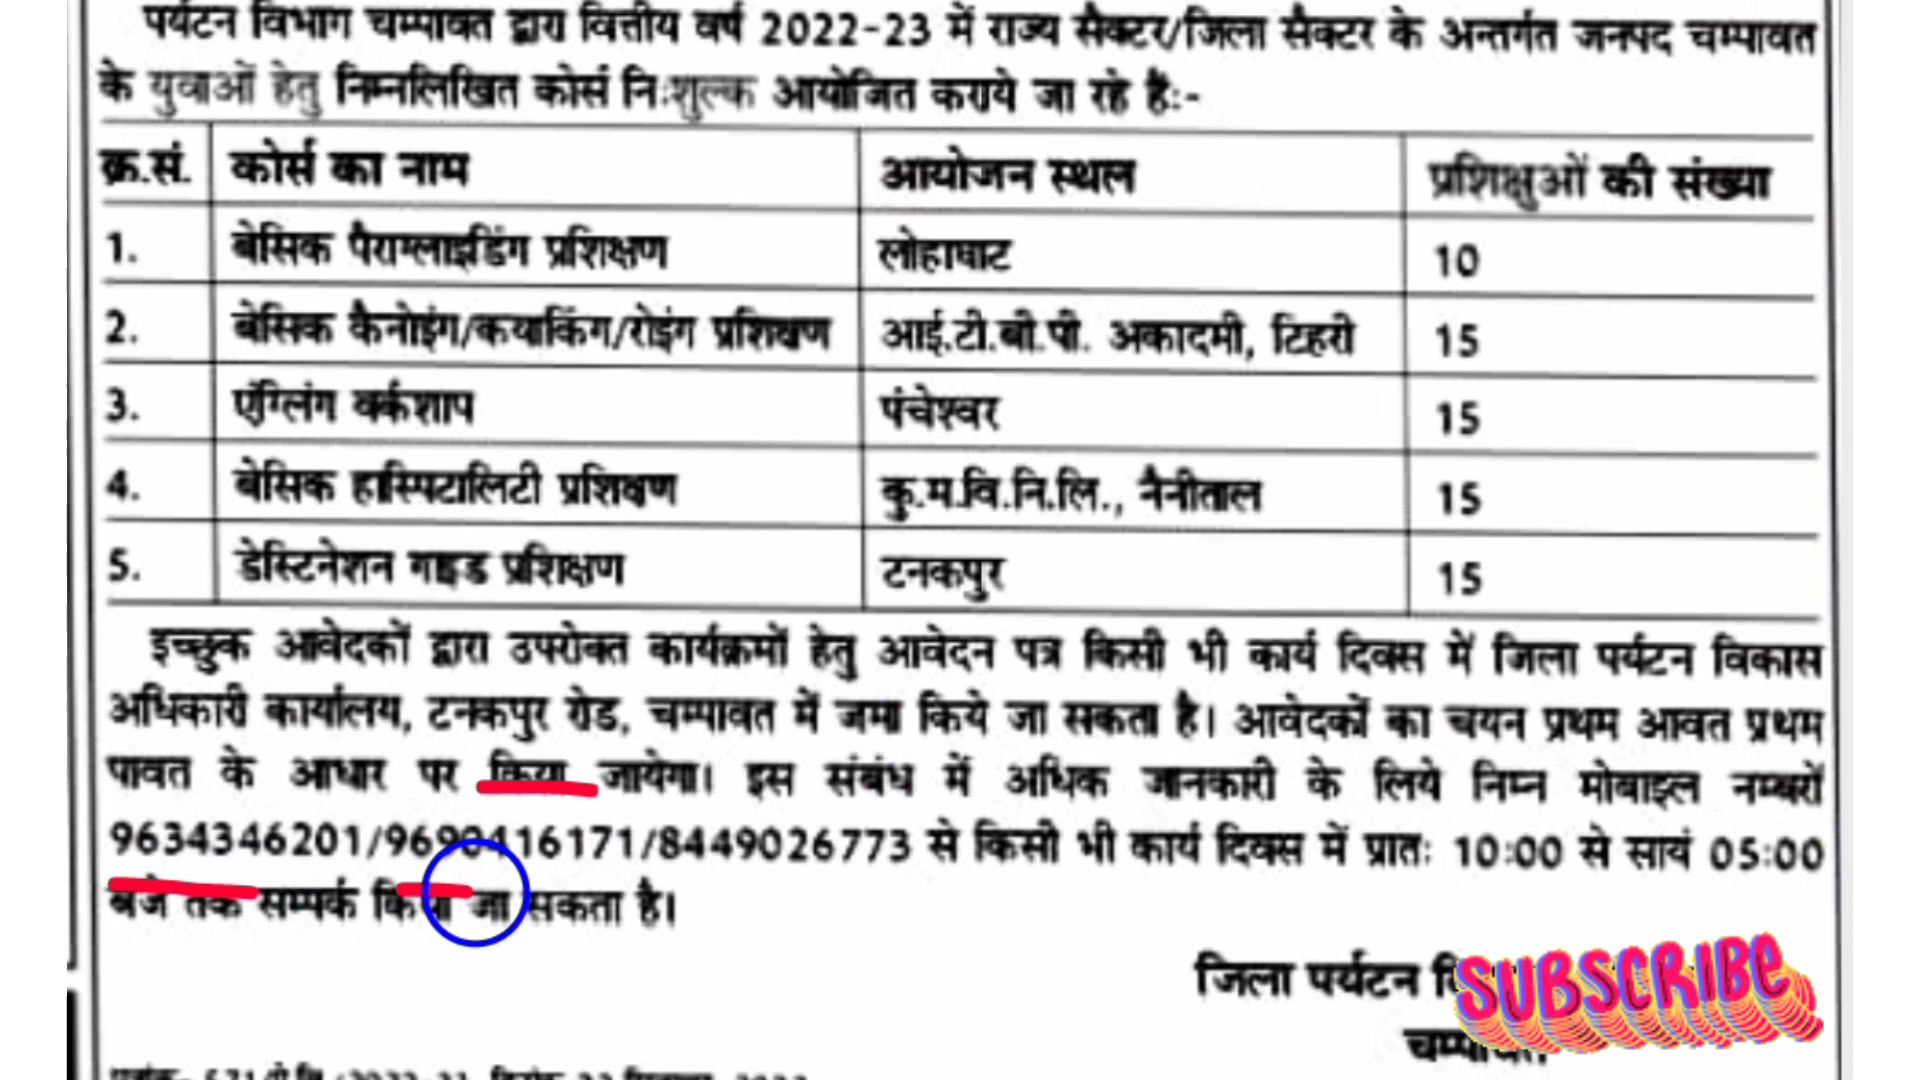 पर्यटन विभाग चम्पावत द्वारा वित्तीय वर्ष 2022-23 में राज्य सैक्टर/जिला सैक्टर के अन्तर्गत जनपद चम्पावत
के युवाओं हेतु निम्नलिखित कोर्स निःशुल्क आयोजित कराये जा रहे हैः-
क्र.सं. कोर्स का नाम आयोजन स्थल प्रशिक्षुओं की संख्या
1. बेसिक पैराग्लाइडिंग प्रशिक्षण लोहाघाट 10
2. बेसिक कैनोइंग/कयाकिंग/रोइंग प्रशिक्षण आई.टी.बी.पी. अकादमी, टिहरी 15
3. एंग्लिंग वर्कशाप पंचेश्वर 15
4. बेसिक हास्पिटालिटी प्रशिक्षण कु.म.वि.नि.लि., नैनीताल 15
5. डेस्टिनेशन गाइड प्रशिक्षण टनकपुर 15
इच्छुक आवेदकों द्वारा उपरोक्त कार्यक्रमों हेतु आवेदन पत्र किसी भी कार्य दिवस में जिला पर्यटन विकास
अधिकारी कार्यालय, टनकपुर रोड, चम्पावत में जमा किये जा सकता है। आवेदकों का चयन प्रथम आवत प्रथम
पावत के आधार पर किया जायेगा। इस संबंध में अधिक जानकारी के लिये निम्न मोबाइल नम्बरों
9634346201/9690416171/8449026773 से किसी भी कार्य दिवस में प्रातः 10:00 से सायं 05:00
बजे तक सम्पर्क किया जा सकता है।
जिला पर्यटन
SUBSCRIBE
चम्पावत